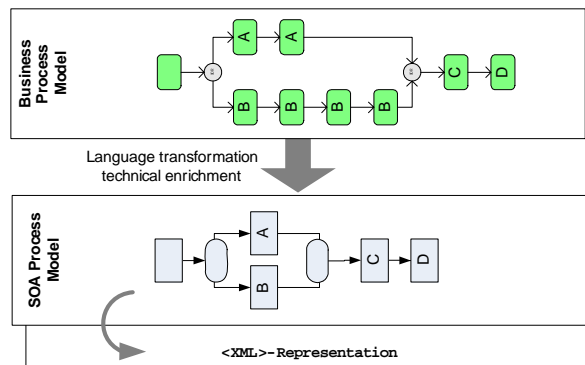 Business
Process
Model
A
A
B
B
B
B
C
D
Language transformation
technical enrichment
SOA Process
Model
A
B
C
D
<XML>-Representation